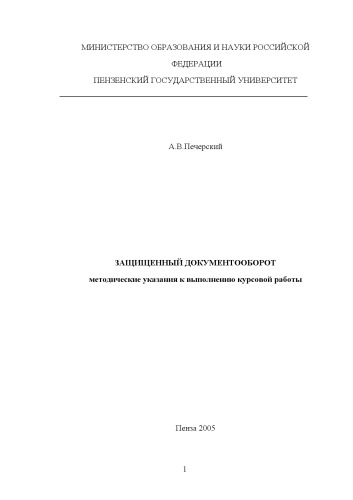 МИНИСТЕРСТВО ОБРАЗОВАНИЯ И НАУКИ РОССИЙСКОЙ
ФЕДЕРАЦИИ
ПЕНЗЕНСКИЙ ГОСУДАРСТВЕННЫЙ УНИВЕРСИТЕТ
А.В.Печерский
ЗАЩИЩЕННЫЙ ДОКУМЕНТООБОРОТ
методические указания к выполнению курсовой работы
Пенза 2005
1